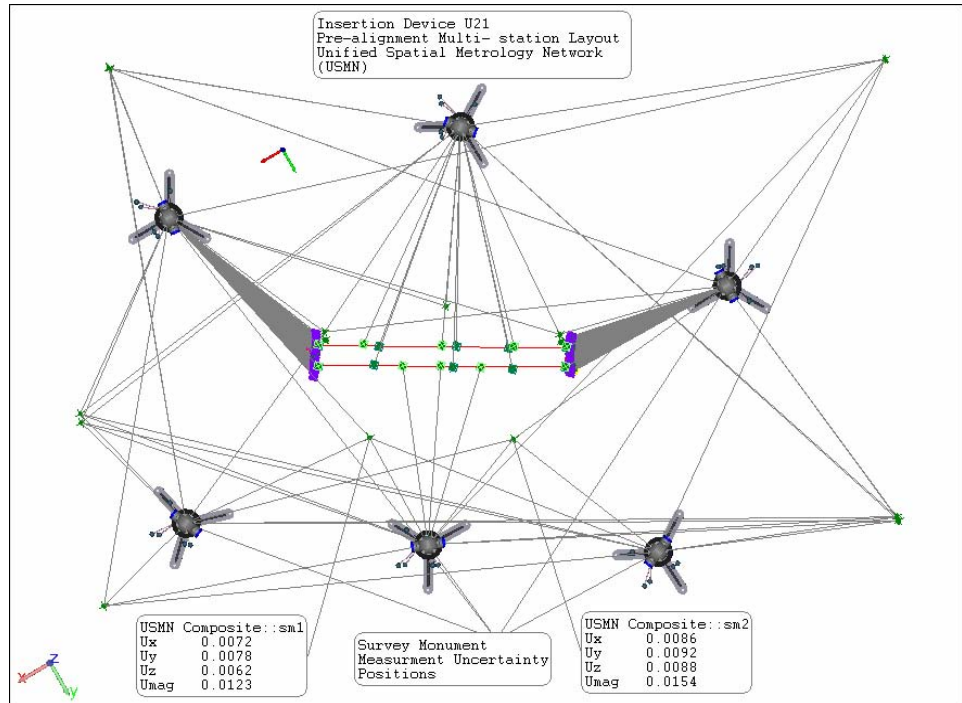 Insertion Device U21
Pre-alignment Multi- station Layout
Unified Spatial Metrology Network
(USMN)
USMN Composite::sm1
Ux 0.0072
Uy 0.0078
Uz 0.0062
Umag 0.0123
Survey Monument
Measurment Uncertainty
Positions
USMN Composite::sm2
Ux 0.0086
Uy 0.0092
Uz 0.0088
Umag 0.0154
z
x
y